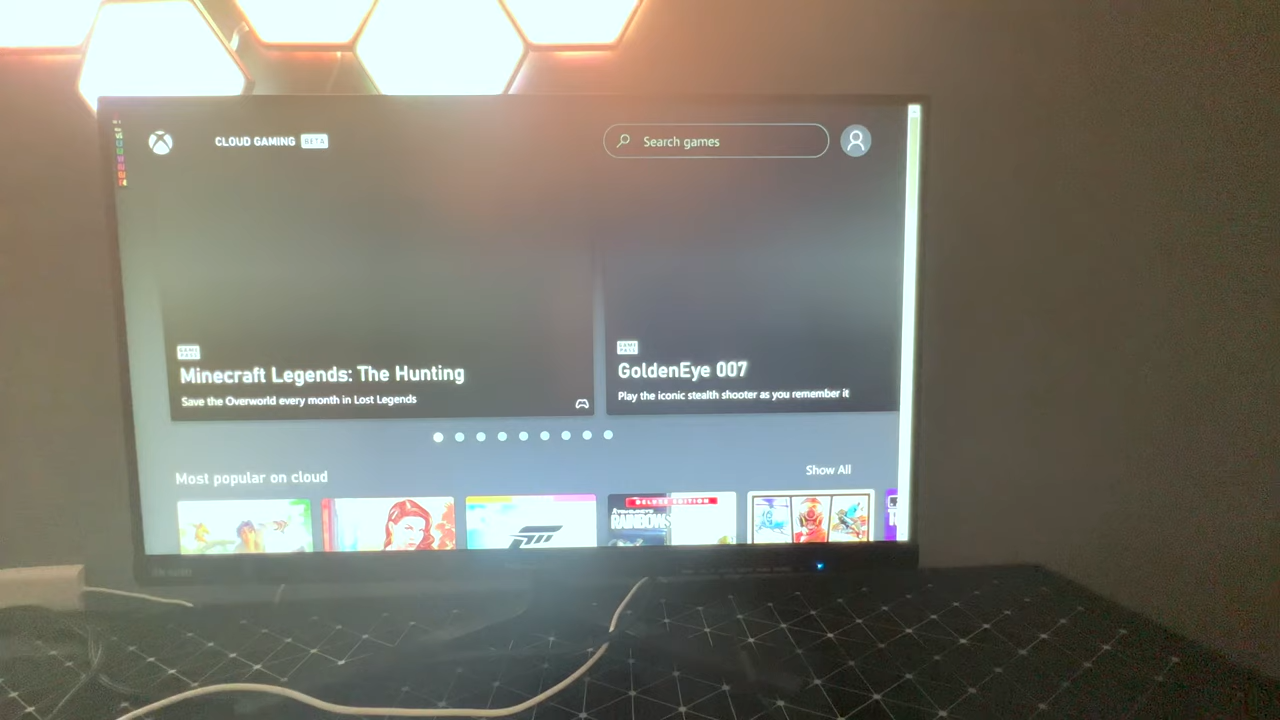 CLOUD GAMING BETA
Search games
GAME PASS
Minecraft Legends: The Hunting
Save the Overworld every month in Lost Legends
GAME PASS
GoldenEye 007
Play the iconic stealth shooter as you remember it
Most popular on cloud
Show All
DELUXE EDITION
RAINBOW